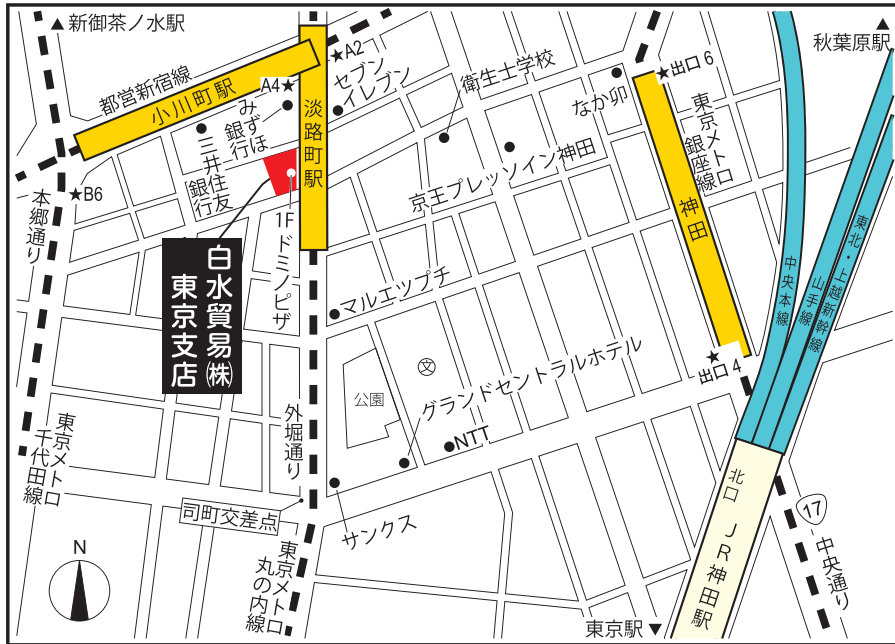 ▲新御茶ノ水駅
秋葉原駅▲
都営新宿線
小川町駅
★A2
A4★
セブン
イレブン
みずほ
銀行
三井住友
銀行
淡路町駅
衛生士学校
なか卯
★出口6
東京メトロ
銀座線
京王プレッソイン神田
神田
★B6
本郷通り
1F
ドミノピザ
白水貿易㈱
東京支店
マルエツプチ
中央本線
山手線
東北・上越新幹線
★
出口4
文
公園
グランドセントラルホテル
NTT
外堀通り
東京メトロ
千代田線
司町交差点
サンクス
東京メトロ
丸の内線
N
北口
JR神田駅
17
中央通り
東京駅▼